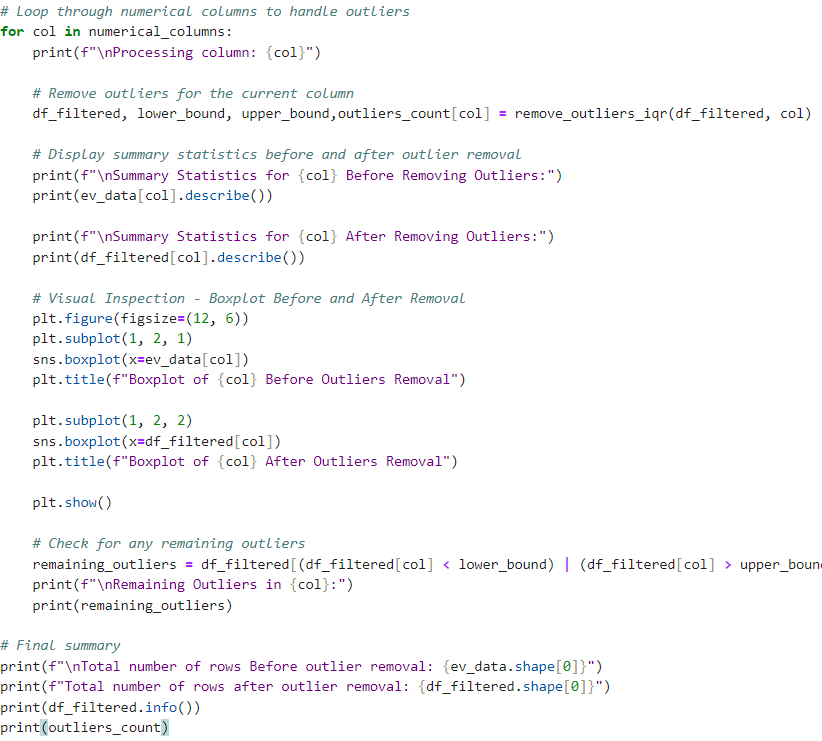 # Loop through numerical columns to handle outliers
for col in numerical_columns:
    print(f"\nProcessing column: {col}")

    # Remove outliers for the current column
    df_filtered, lower_bound, upper_bound,outliers_count[col] = remove_outliers_iqr(df_filtered, col)

    # Display summary statistics before and after outlier removal
    print(f"\nSummary Statistics for {col} Before Removing Outliers:")
    print(ev_data[col].describe())

    print(f"\nSummary Statistics for {col} After Removing Outliers:")
    print(df_filtered[col].describe())

    # Visual Inspection - Boxplot Before and After Removal
    plt.figure(figsize=(12, 6))
    plt.subplot(1, 2, 1)
    sns.boxplot(x=ev_data[col])
    plt.title(f"Boxplot of {col} Before Outliers Removal")

    plt.subplot(1, 2, 2)
    sns.boxplot(x=df_filtered[col])
    plt.title(f"Boxplot of {col} After Outliers Removal")

    plt.show()

    # Check for any remaining outliers
    remaining_outliers = df_filtered[(df_filtered[col] < lower_bound) | (df_filtered[col] >
    print(f"\nRemaining Outliers in {col}:")
    print(remaining_outliers)

# Final summary
print(f"\nTotal number of rows Before outlier removal: {ev_data.shape[0]}")
print(f"Total number of rows after outlier removal: {df_filtered.shape[0]}")
print(df_filtered.info())
print(outliers_count)